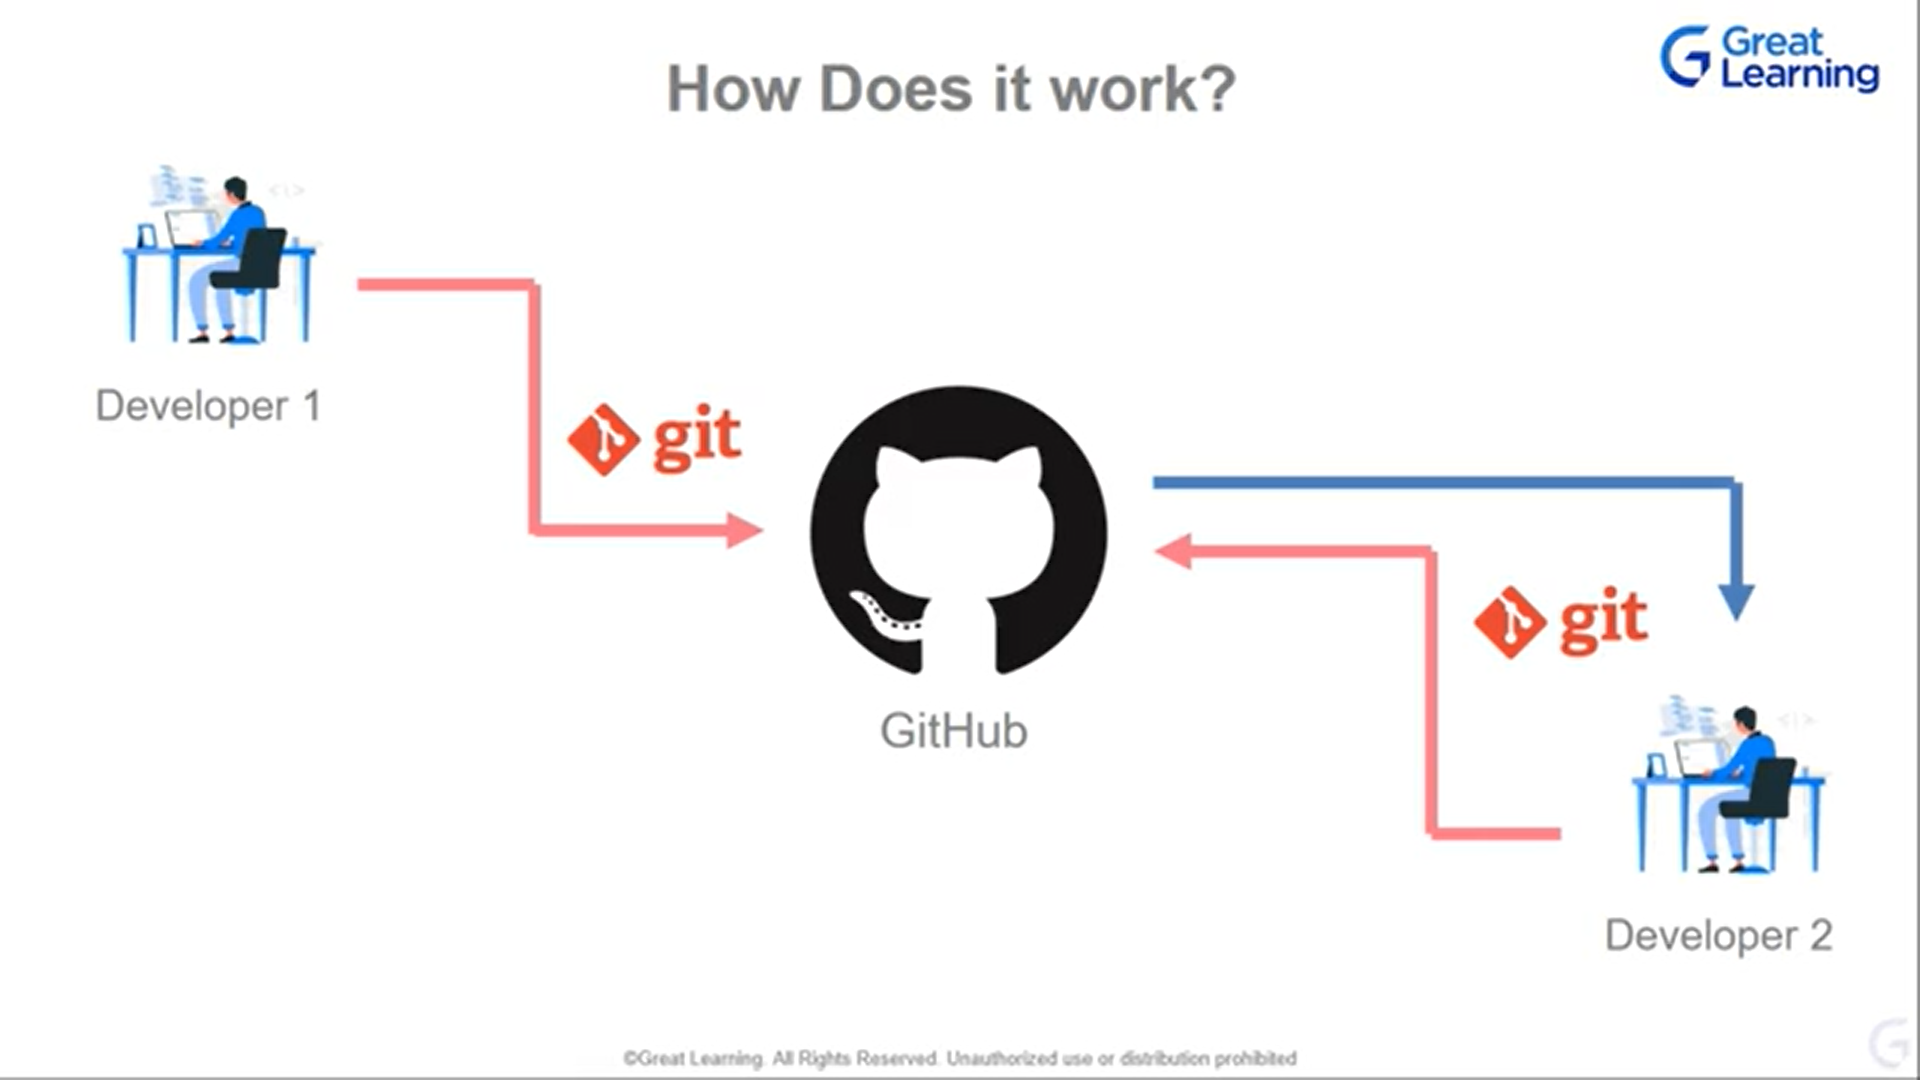 Great
Learning
How Does it work?
Developer 1
git
GitHub
git
Developer 2
©Great Learning. All Rights Reserved. Unauthorized use or distribution prohibited